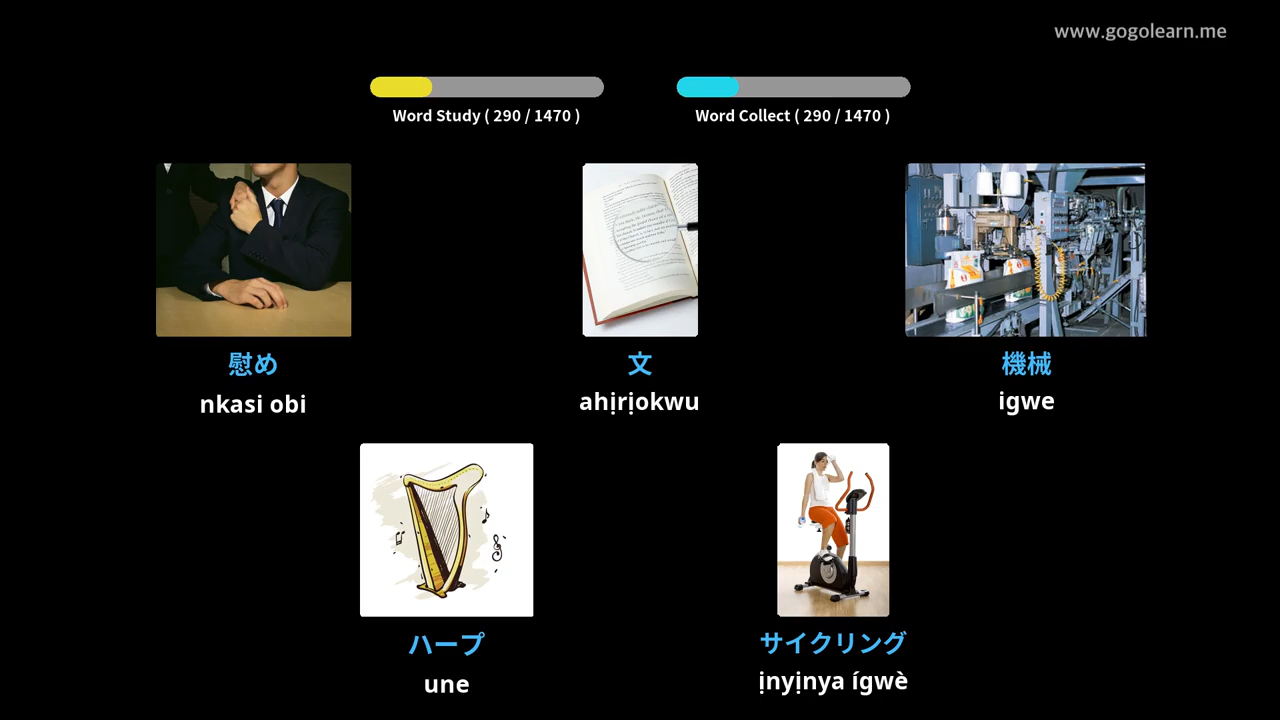 www.gogolearn.me
Word Study ( 290 / 1470 )
Word Collect ( 290 / 1470 )
慰め
文
機械
nkasi obi
ahịrịokwu
igwe
ハープ
サイクリング
une
ịnyịnya ígwè